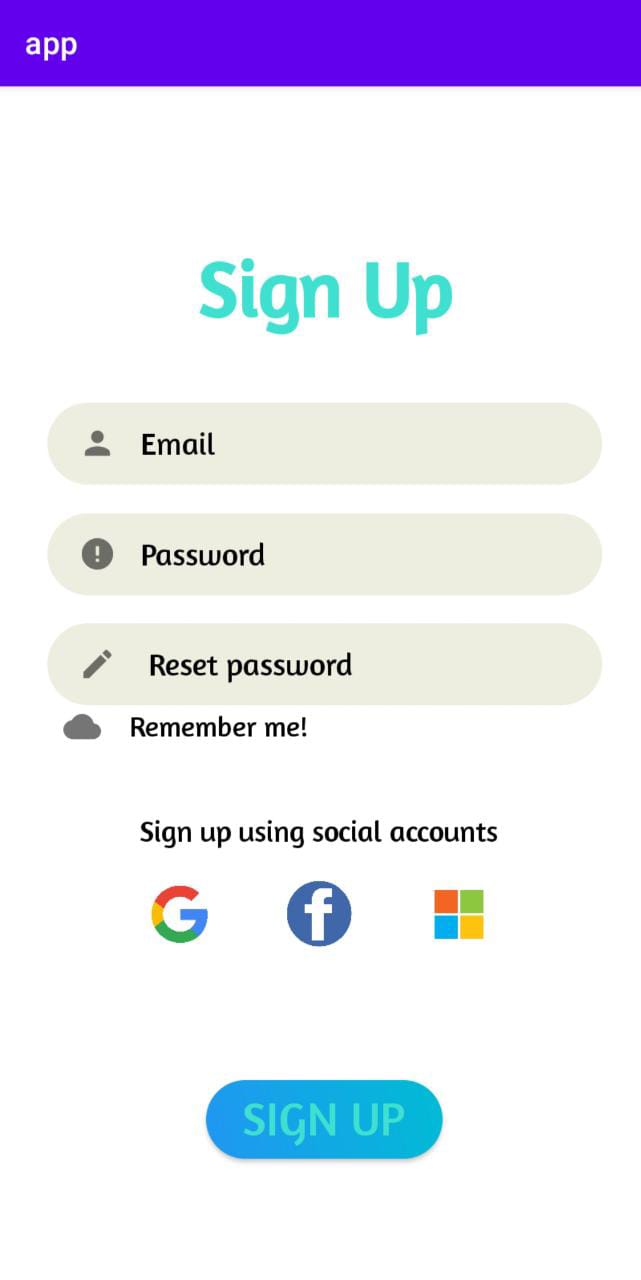 app
Sign Up
Email
Password
Reset password
Remember me!
Sign up using social accounts
SIGN UP